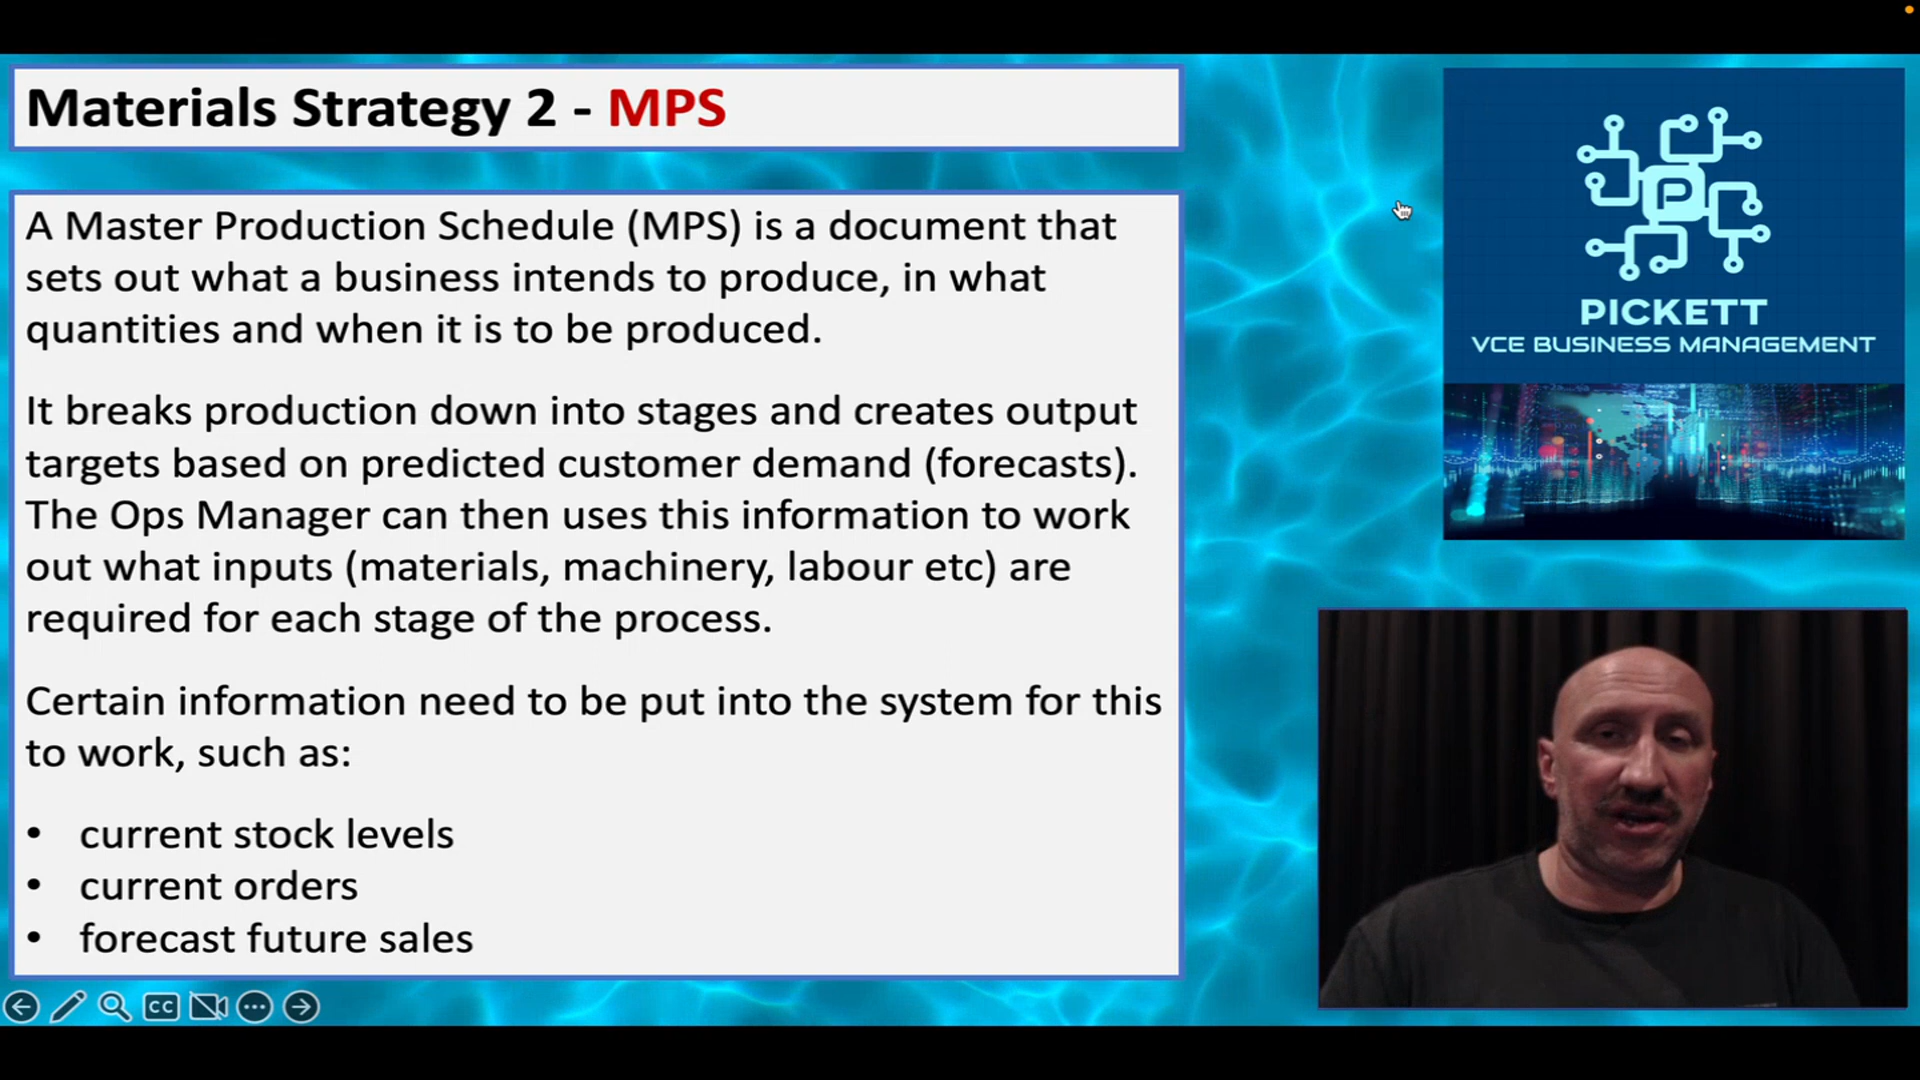 Materials Strategy 2 - MPS
A Master Production Schedule (MPS) is a document that
sets out what a business intends to produce, in what
quantities and when it is to be produced.
It breaks production down into stages and creates output
targets based on predicted customer demand (forecasts).
The Ops Manager can then uses this information to work
out what inputs (materials, machinery, labour etc) are
required for each stage of the process.
Certain information need to be put into the system for this
to work, such as:
• current stock levels
• current orders
• forecast future sales
CC
P
PICKETT
VCE BUSINESS MANAGEMENT